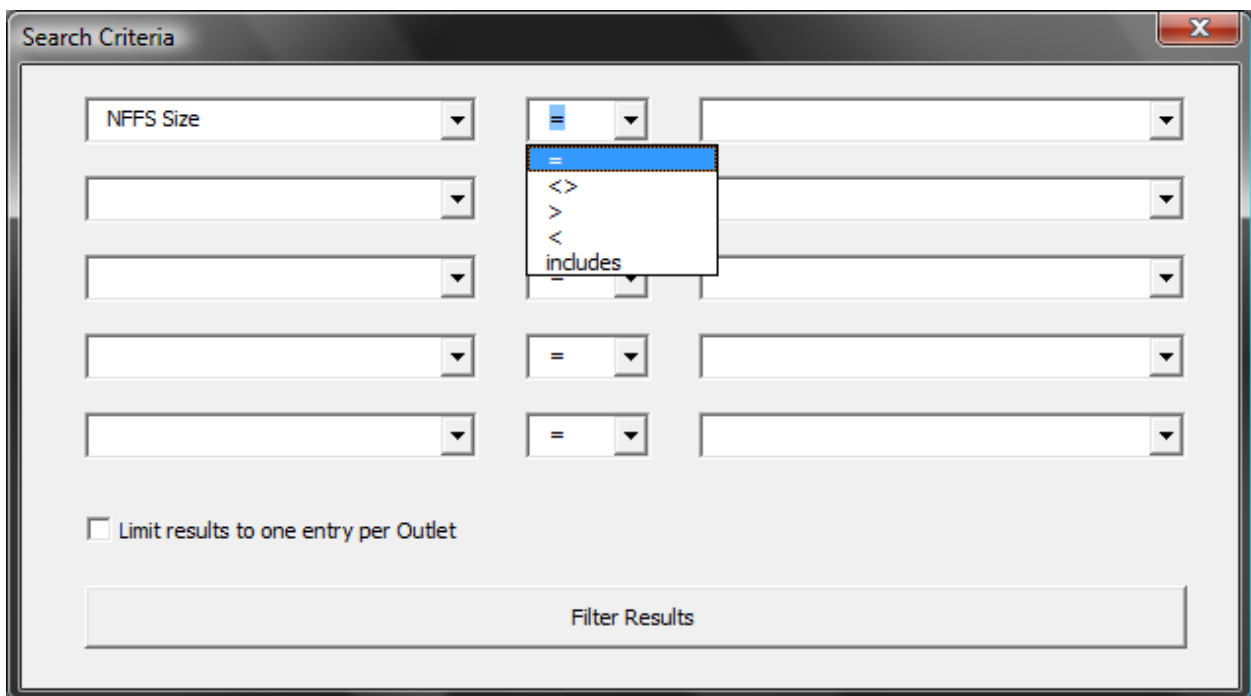 Search Criteria
NFFS Size = 
=
<>
>
<
includes
=
=
=
Limit results to one entry per Outlet
Filter Results